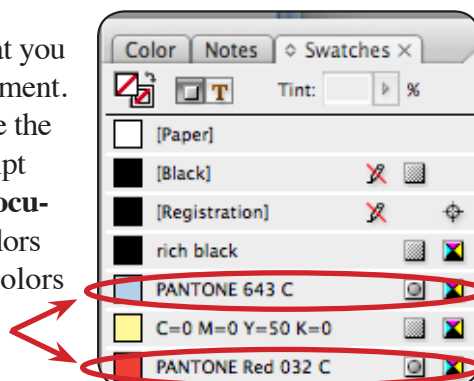 at you
ment.
e the
pt
ocu-
lors
olors
Color Notes Swatches ×
T Tint: %
[Paper]
[Black]
[Registration]
rich black
PANTONE 643 C
C=0 M=0 Y=50 K=0
PANTONE Red 032 C